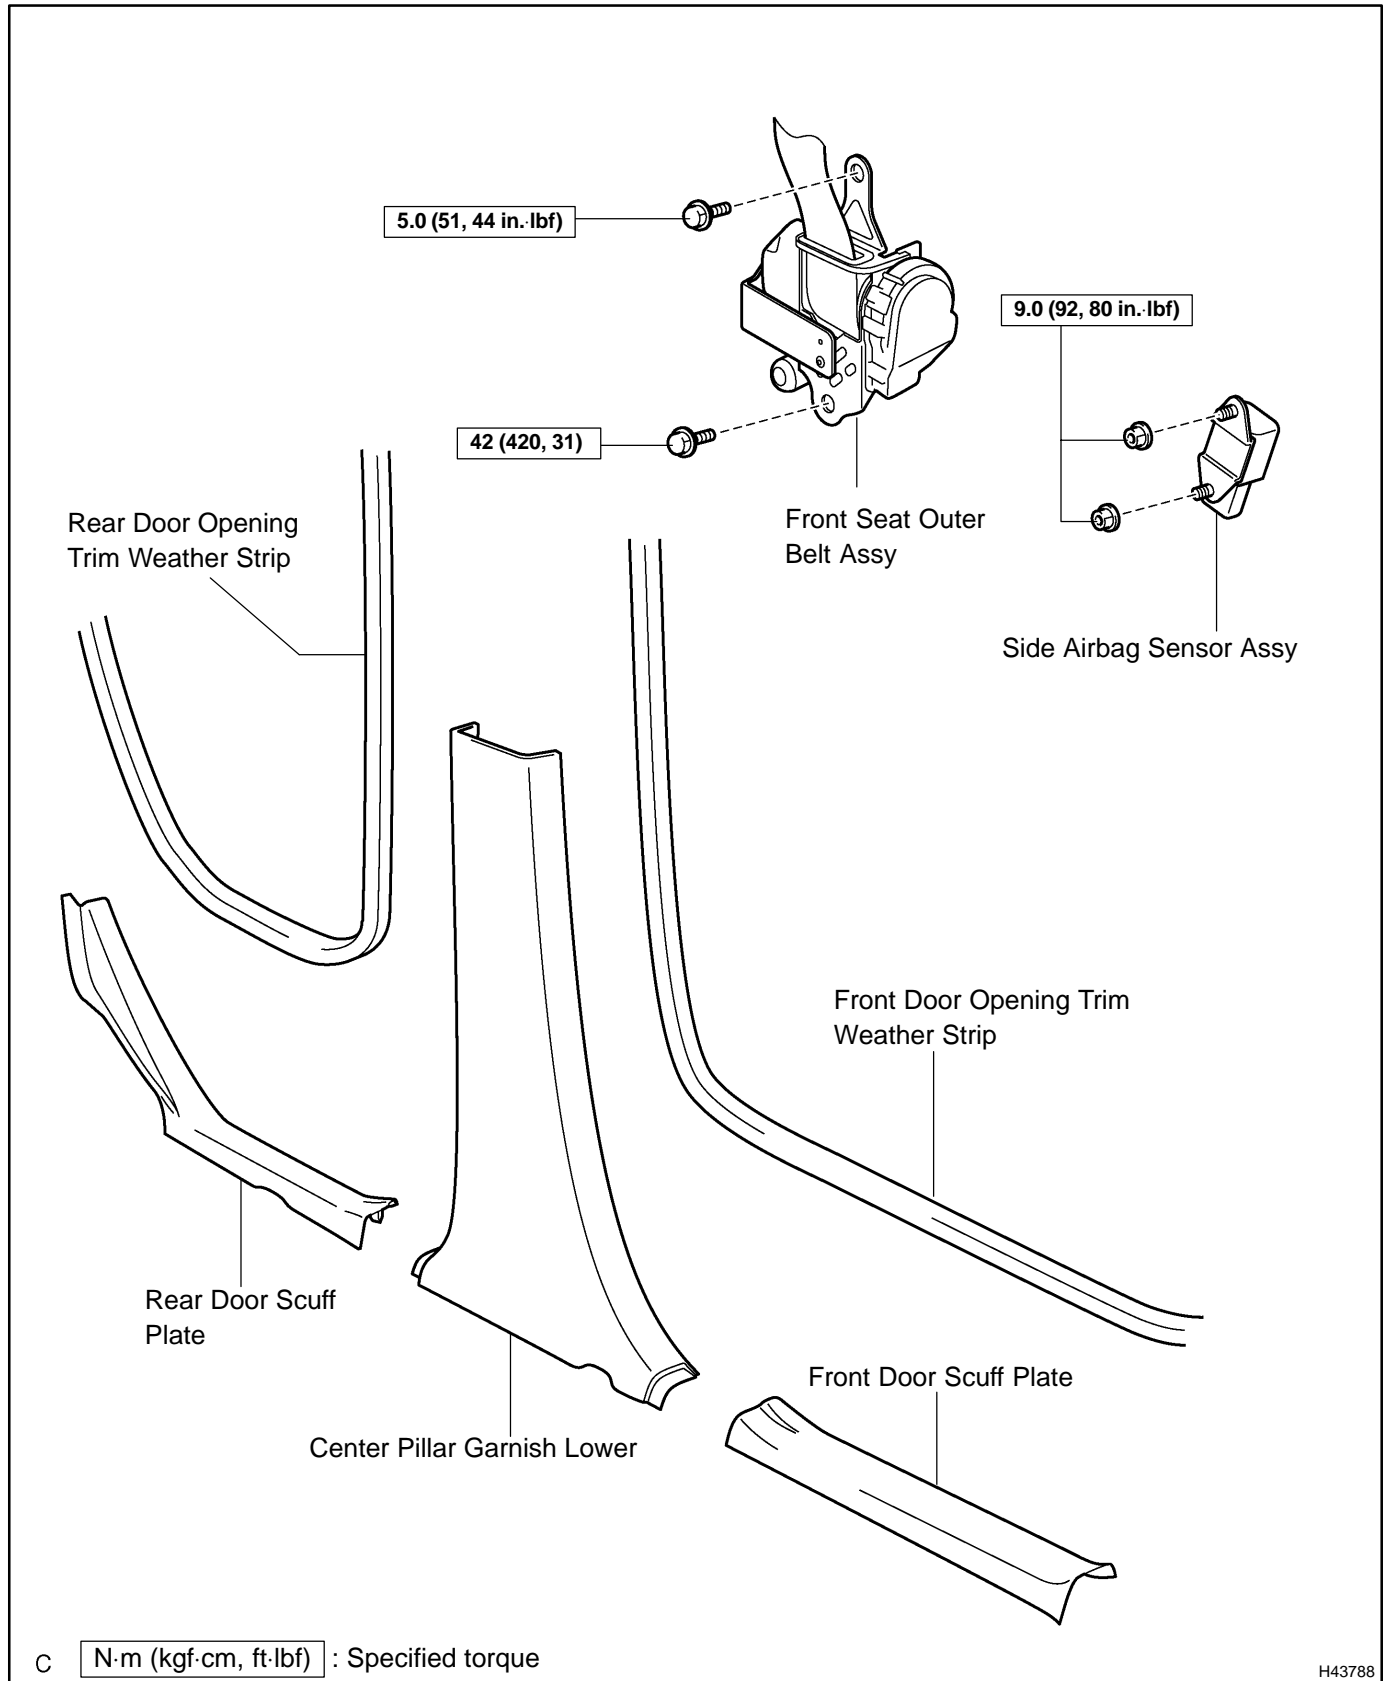 5.0 (51, 44 in.·lbf)
9.0 (92, 80 in.·lbf)
42 (420, 31)
Rear Door Opening
Trim Weather Strip
Front Seat Outer
Belt Assy
Side Airbag Sensor Assy
Front Door Opening Trim
Weather Strip
Rear Door Scuff
Plate
Front Door Scuff Plate
Center Pillar Garnish Lower
C N·m (kgf·cm, ft·lbf) : Specified torque
H43788